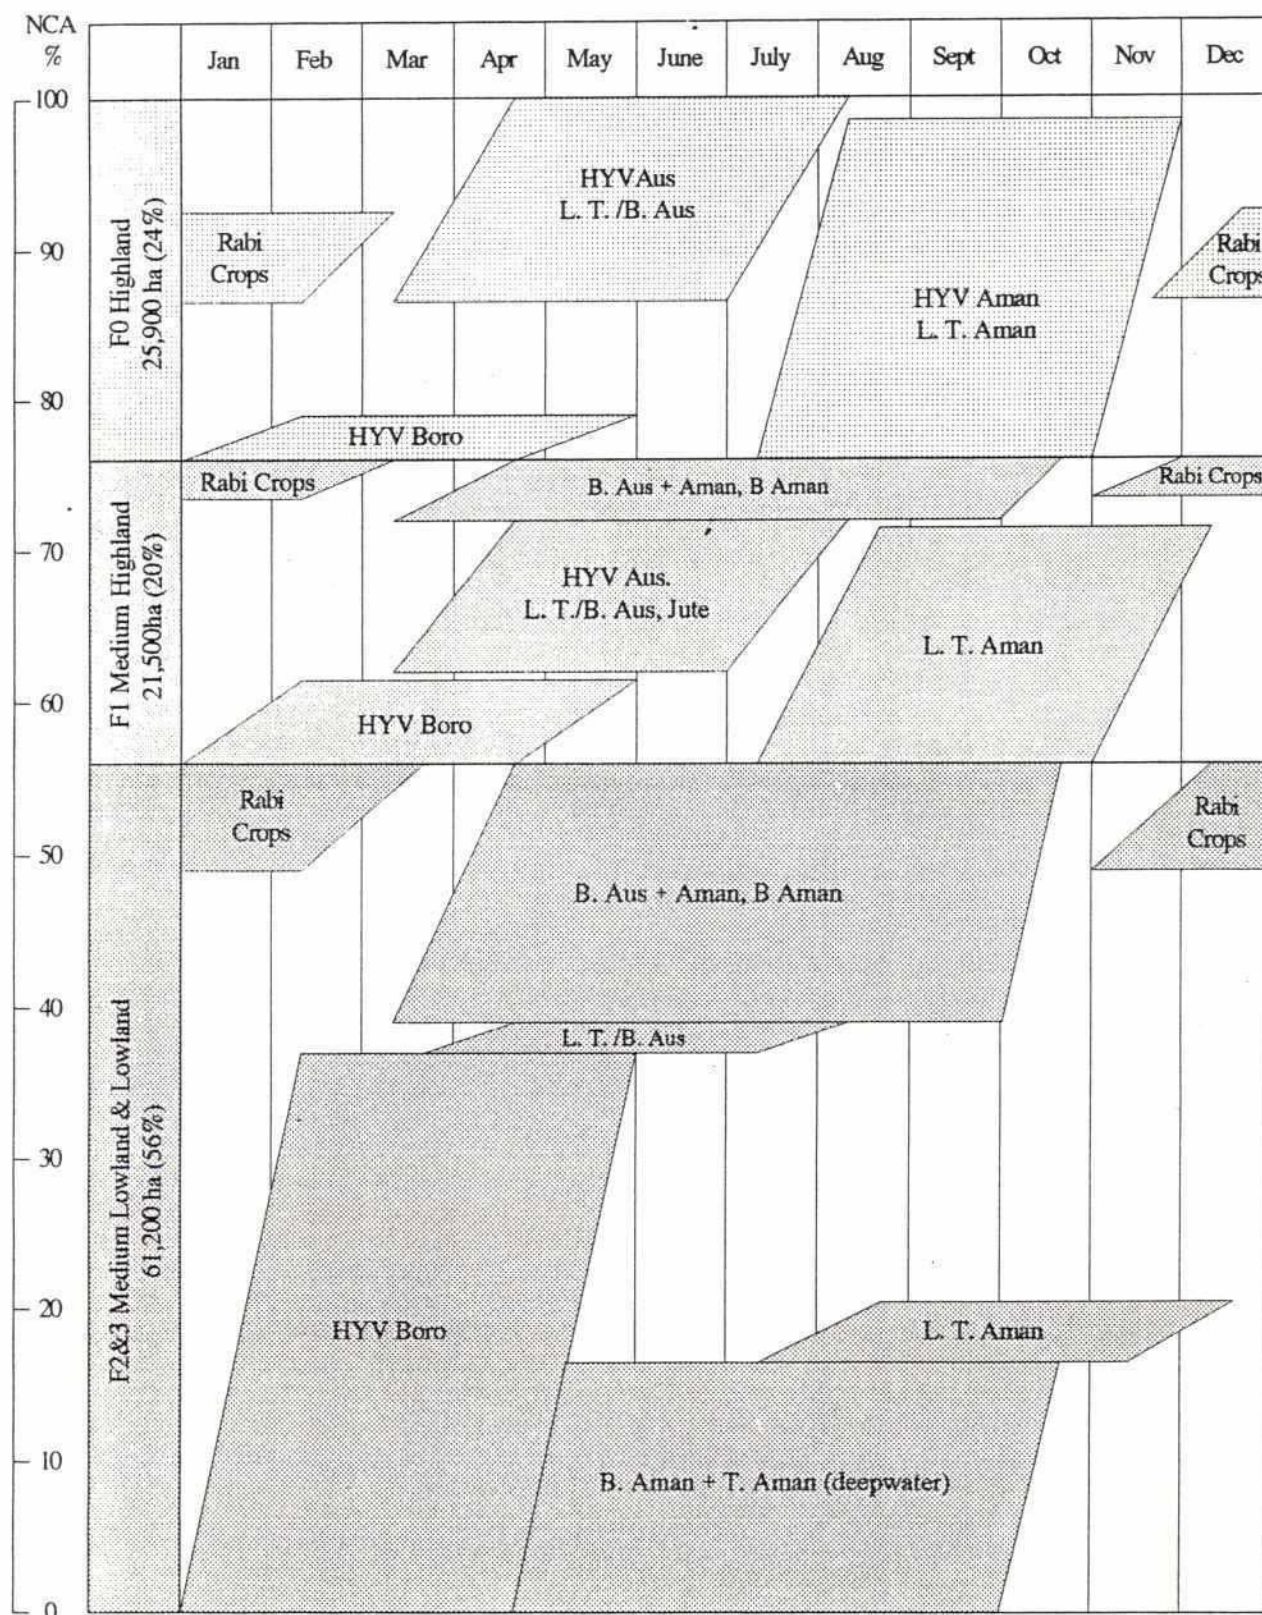 NCA
%
Jan Feb Mar Apr May June July Aug Sept Oct Nov Dec
100
90
80
70
60
50
40
30
20
10
0
F0 Highland
25,900 ha (24%)
HYVAus
L. T. /B. Aus
Rabi
Crops
HYV Aman
L. T. Aman
Rabi
Crops
HYV Boro
F1 Medium Highland
21,500ha (20%)
Rabi Crops
B. Aus + Aman, B Aman
Rabi Crops
HYV Aus.
L. T./B. Aus, Jute
L. T. Aman
HYV Boro
F2&3 Medium Lowland & Lowland
61,200 ha (56%)
Rabi
Crops
Rabi
Crops
B. Aus + Aman, B Aman
L. T. /B. Aus
HYV Boro
L. T. Aman
B. Aman + T. Aman (deepwater)